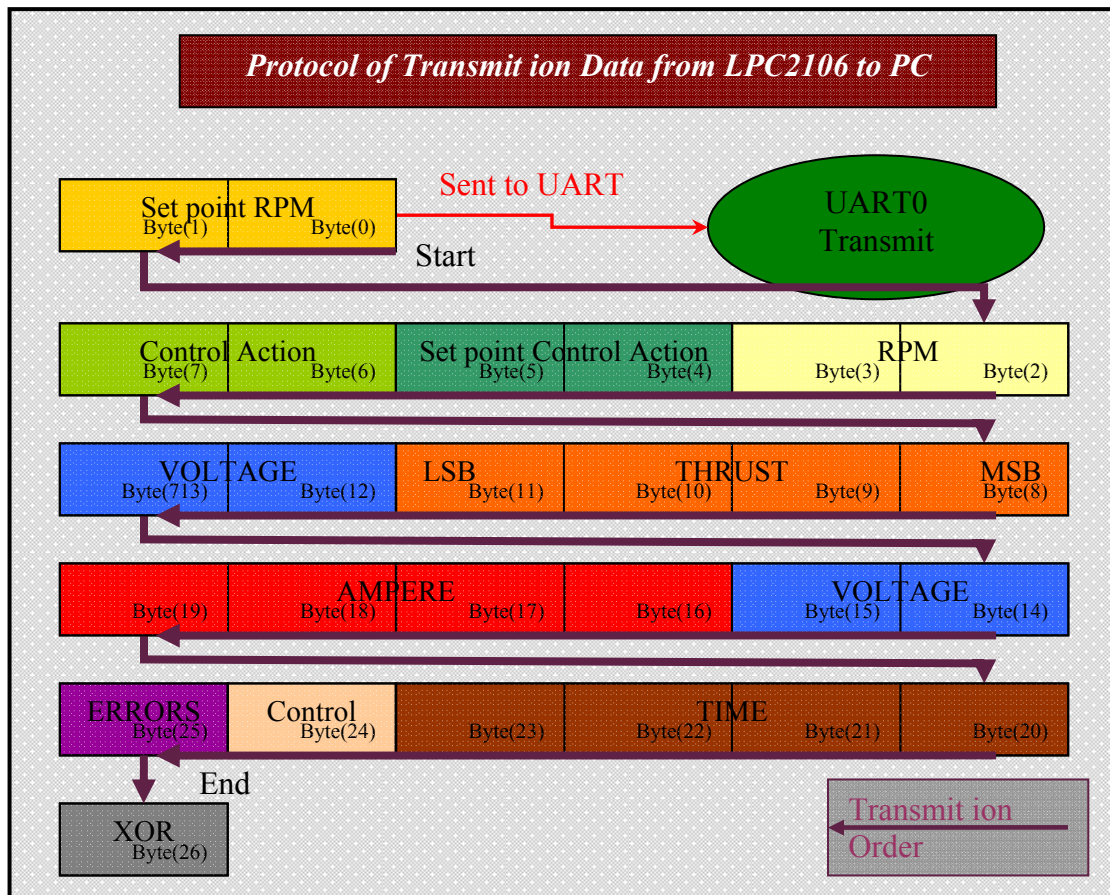 Protocol of Transmit ion Data from LPC2106 to PC
Set point RPM
Byte(1) Byte(0)
Sent to UART
UART0
Transmit
Start
Control Action Set point Control Action RPM
Byte(7) Byte(6) Byte(5) Byte(4) Byte(3) Byte(2)
VOLTAGE LSB THRUST MSB
Byte(713) Byte(12) Byte(11) Byte(10) Byte(9) Byte(8)
AMPERE VOLTAGE
Byte(19) Byte(18) Byte(17) Byte(16) Byte(15) Byte(14)
ERRORS Control TIME
Byte(25) Byte(24) Byte(23) Byte(22) Byte(21) Byte(20)
End
XOR
Byte(26)
Transmit ion
Order